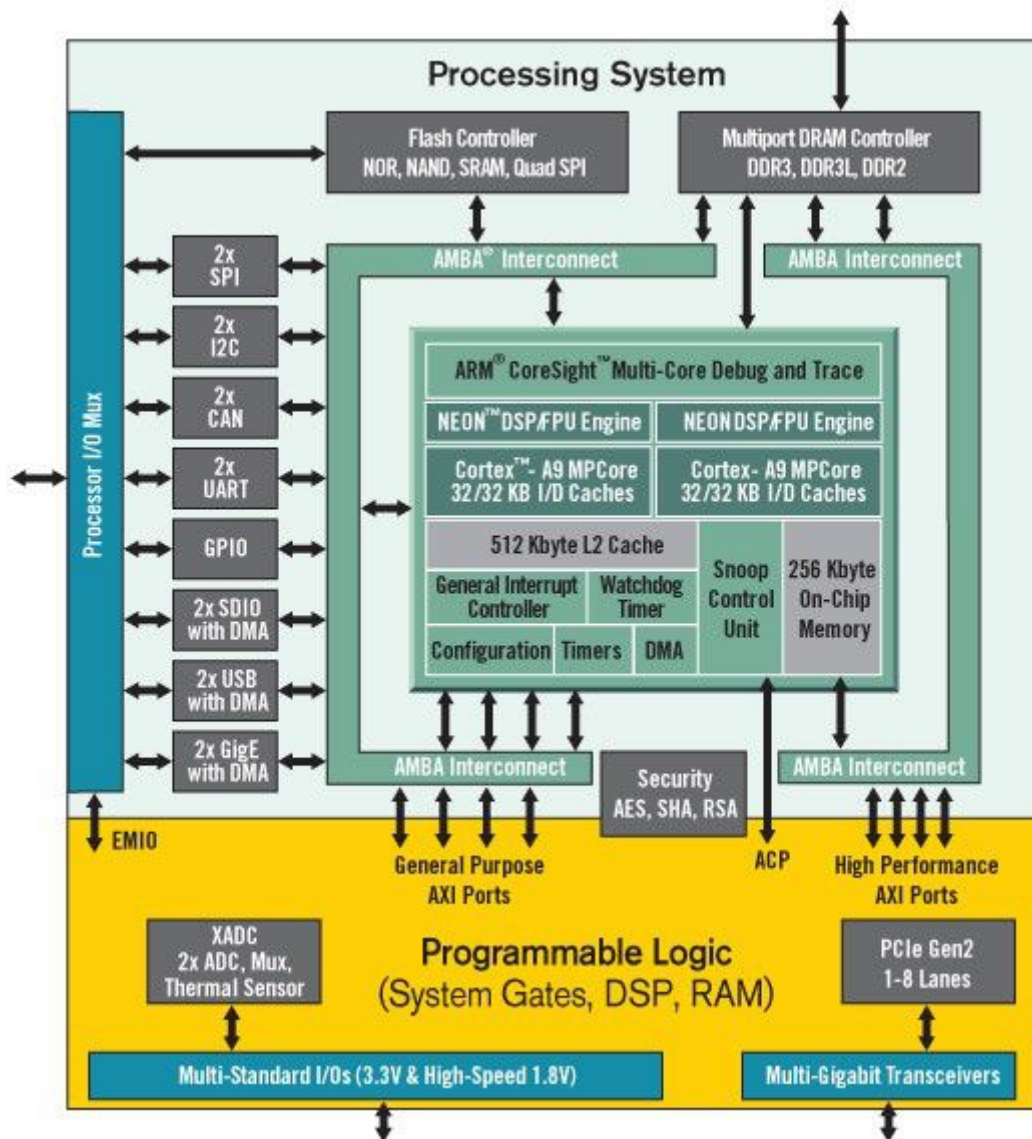 Processing System
Processor I/O Mux
Flash Controller
NOR, NAND, SRAM, Quad SPI
Multiport DRAM Controller
DDR3, DDR3L, DDR2
2x
SPI
2x
I2C
2x
CAN
2x
UART
GPIO
2x SDIO
with DMA
2x USB
with DMA
2x GigE
with DMA
AMBA® Interconnect
AMBA Interconnect
ARM® CoreSight™ Multi-Core Debug and Trace
NEON™ DSP/FPU Engine
NEON DSP/FPU Engine
Cortex™- A9 MPCore
32/32 KB I/D Caches
Cortex- A9 MPCore
32/32 KB I/D Caches
512 Kbyte L2 Cache
General Interrupt
Controller
Watchdog
Timer
Configuration
Timers
DMA
Snoop
Control
Unit
256 Kbyte
On-Chip
Memory
AMBA Interconnect
AMBA Interconnect
Security
AES, SHA, RSA
EMIO
General Purpose
AXI Ports
ACP
High Performance
AXI Ports
XADC
2x ADC, Mux,
Thermal Sensor
Programmable Logic
(System Gates, DSP, RAM)
PCIe Gen2
1-8 Lanes
Multi-Standard I/Os (3.3V & High-Speed 1.8V)
Multi-Gigabit Transceivers